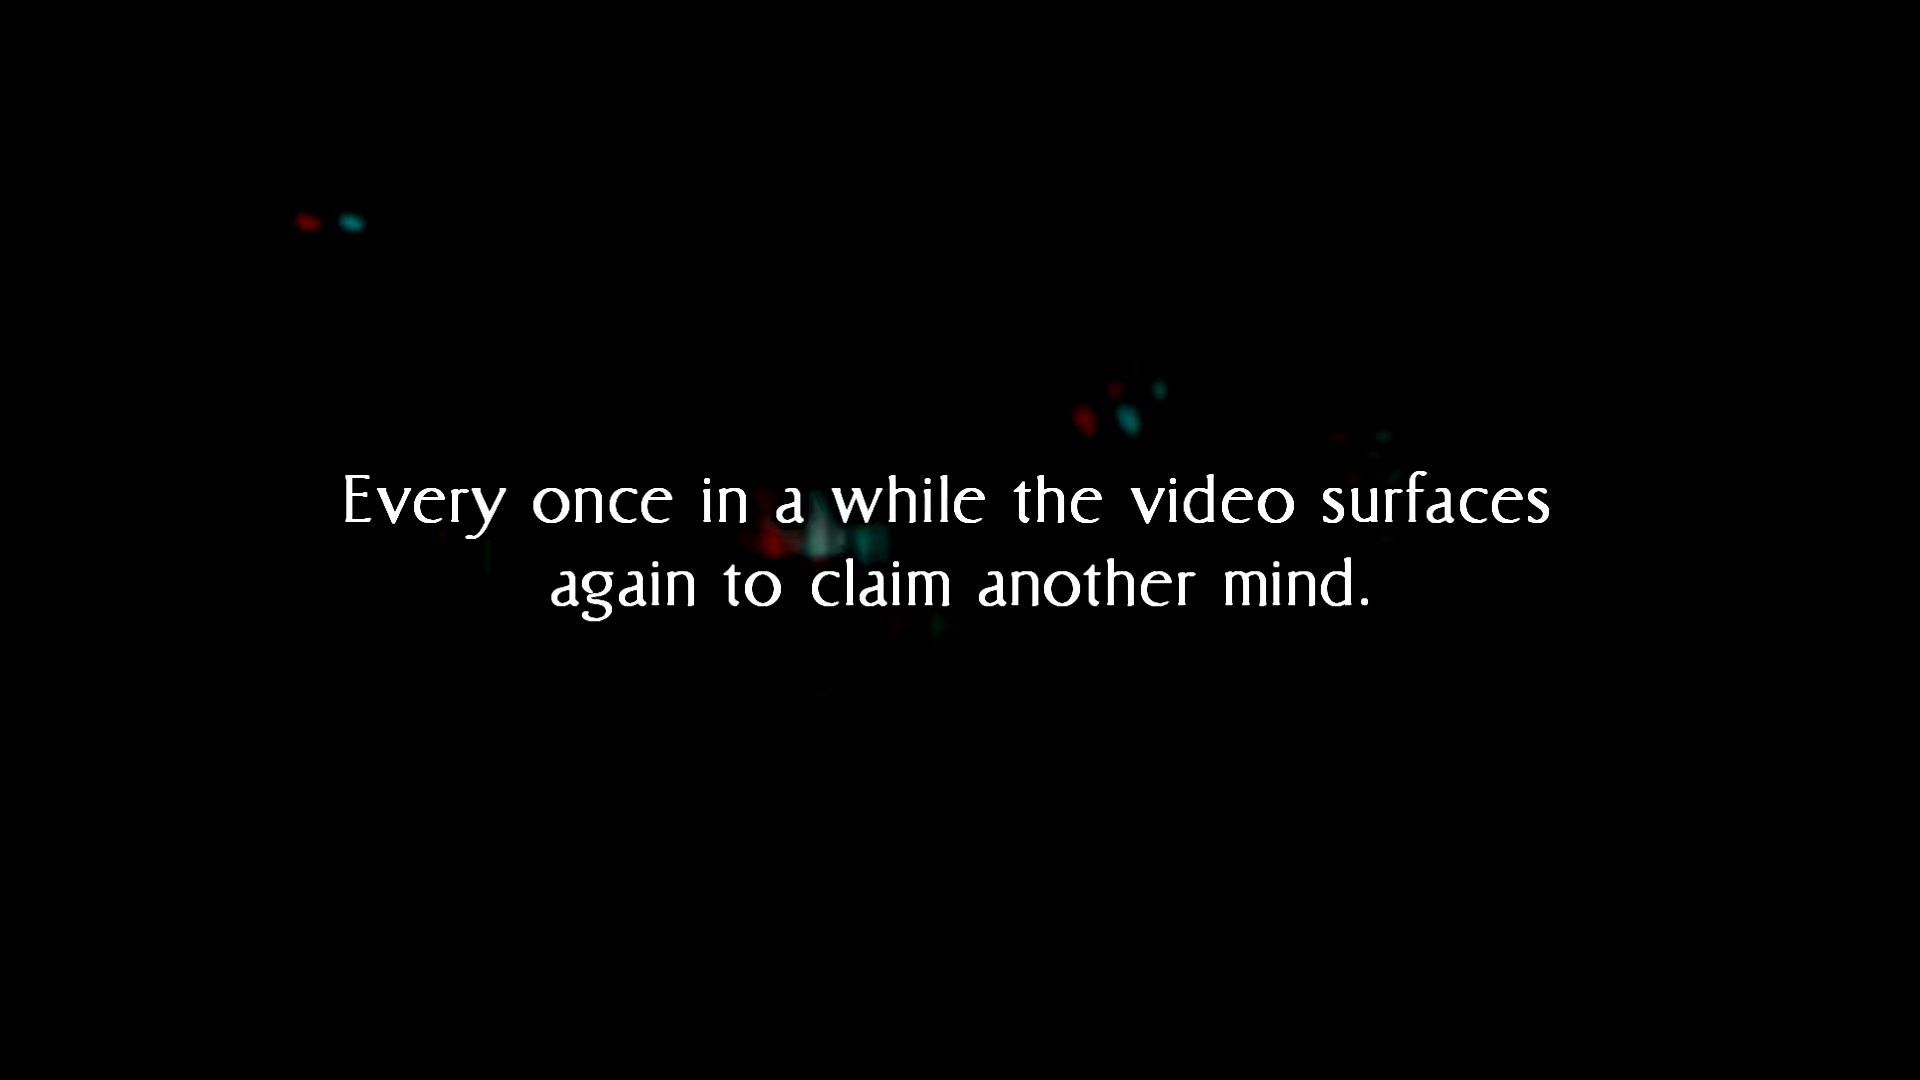 Every once in a while the video surfaces
again to claim another mind.